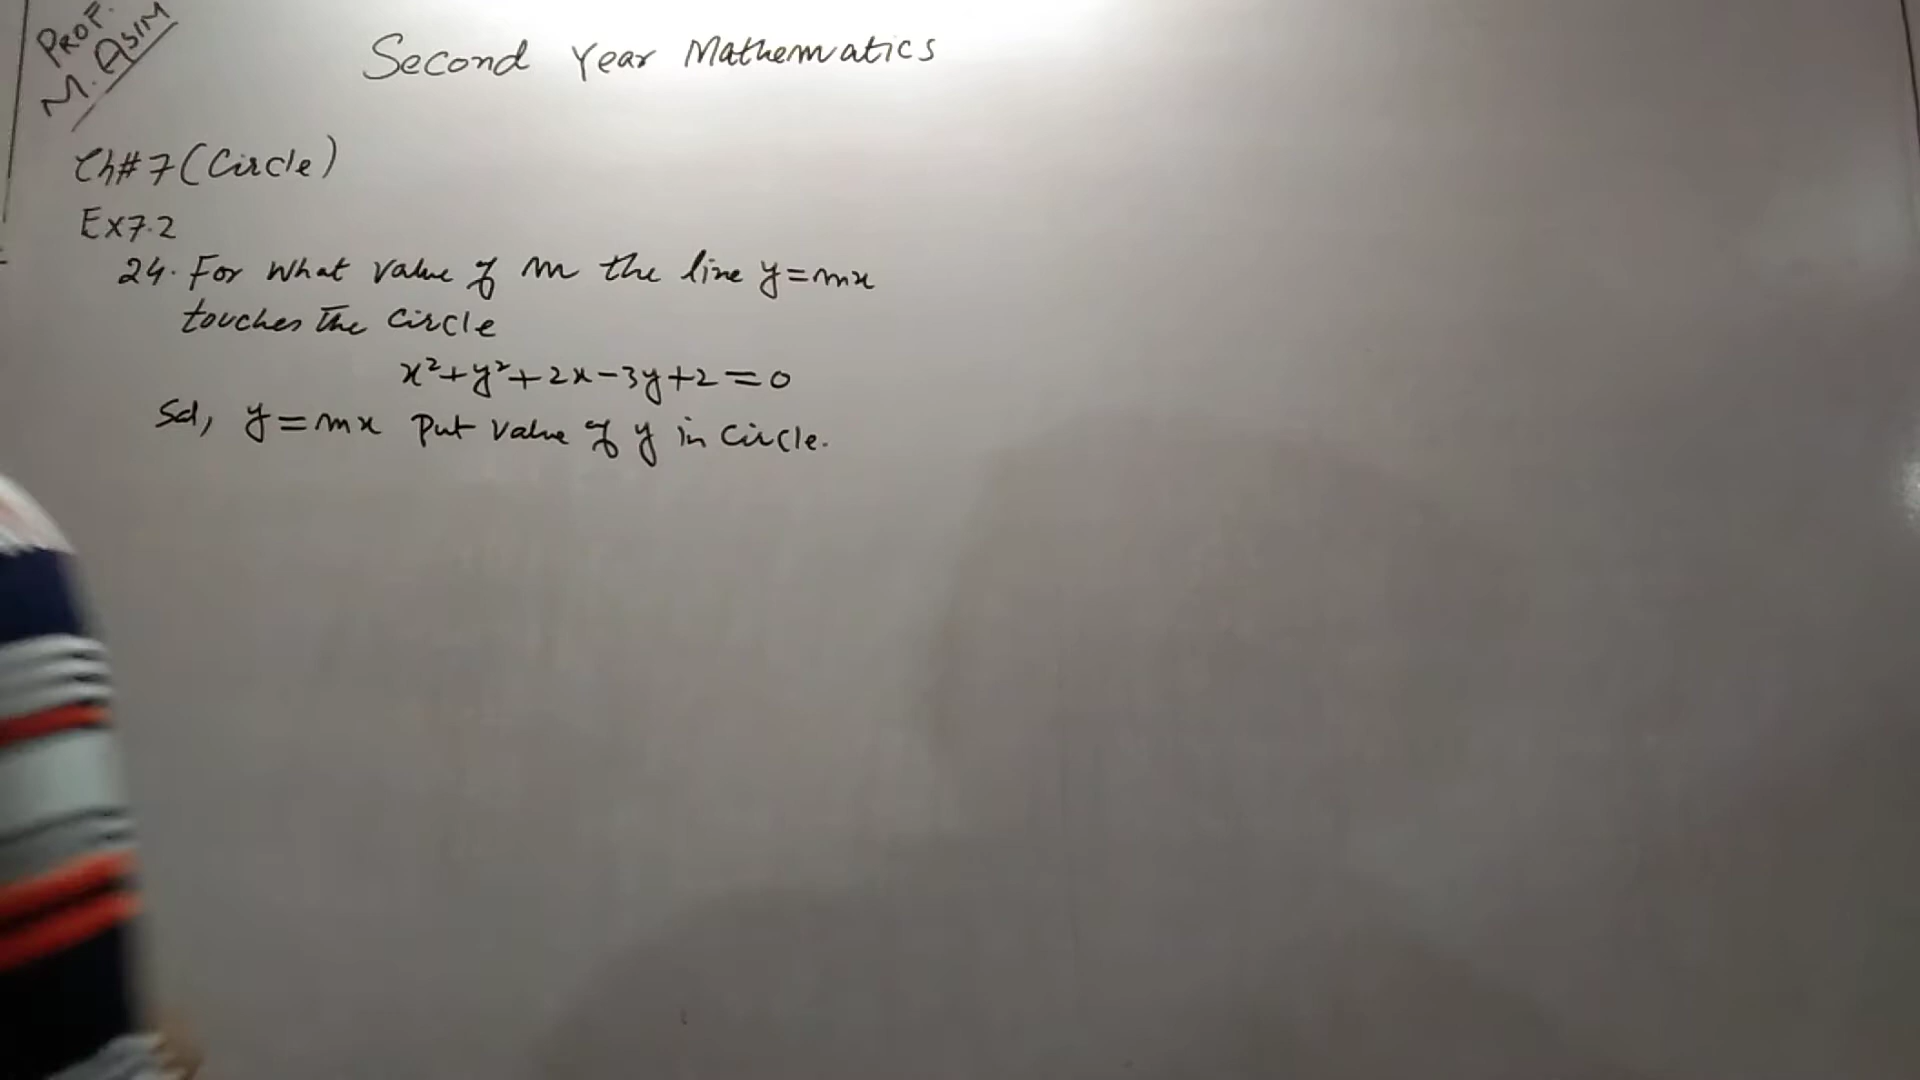 PROF.
M. ASIM
Second Year Mathematics
Ch# 7 (Circle)
Ex7.2
24. For what value of m the line y=mx
touches the circle
x²+y²+2x-3y+2=0
Sol, y=mx Put value of y in circle.